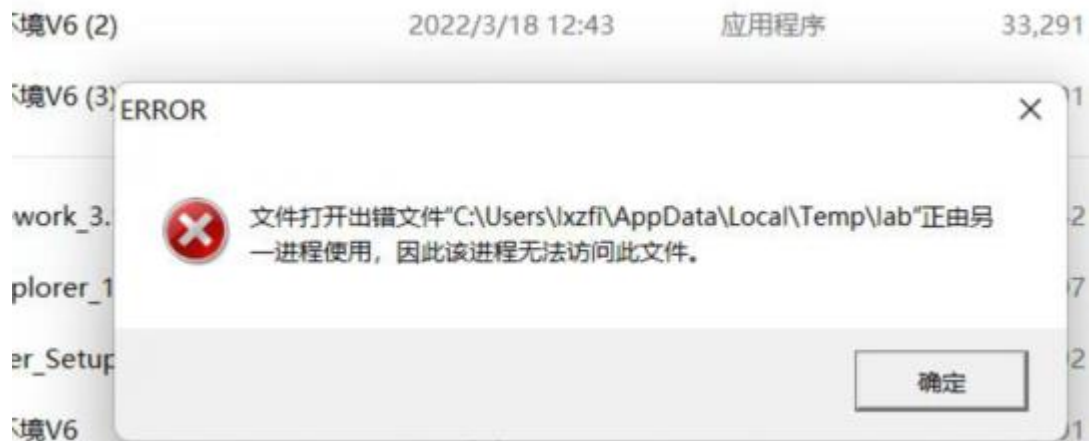 境V6 (2) 2022/3/18 12:43 应用程序 33,291
境V6 (3)
ERROR
work_3.
文件打开出错文件"C:\Users\lxzfi\AppData\Local\Temp\lab"正由另
一进程使用，因此该进程无法访问此文件。
plorer_1
er_Setup
确定
境V6